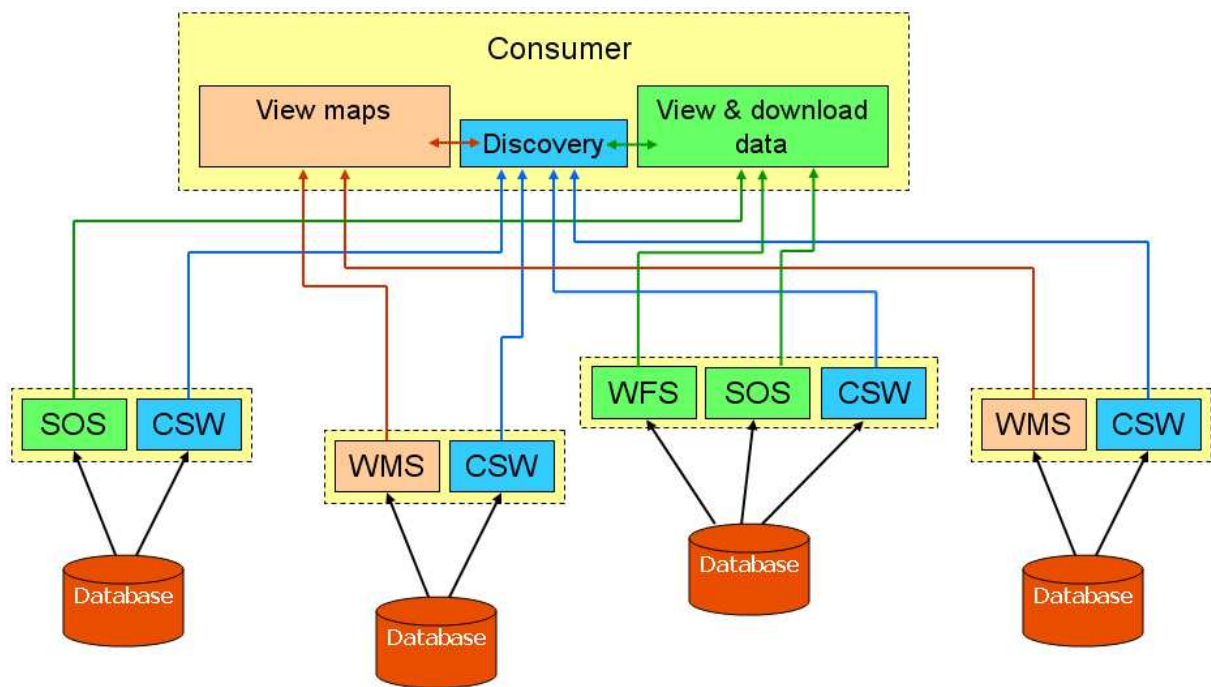 Consumer
View maps
Discovery
View & download
data
SOS
CSW
WMS
CSW
WFS
SOS
CSW
WMS
CSW
Database
Database
Database
Database